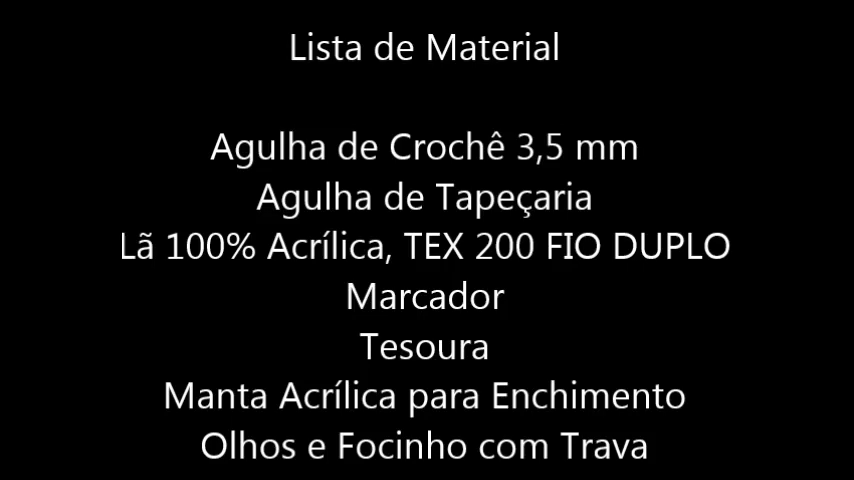 Lista de Material
Agulha de Crochê 3,5 mm
Agulha de Tapeçaria
Lã 100% Acrílica, TEX 200 FIO DUPLO
Marcador
Tesoura
Manta Acrílica para Enchimento
Olhos e Focinho com Trava